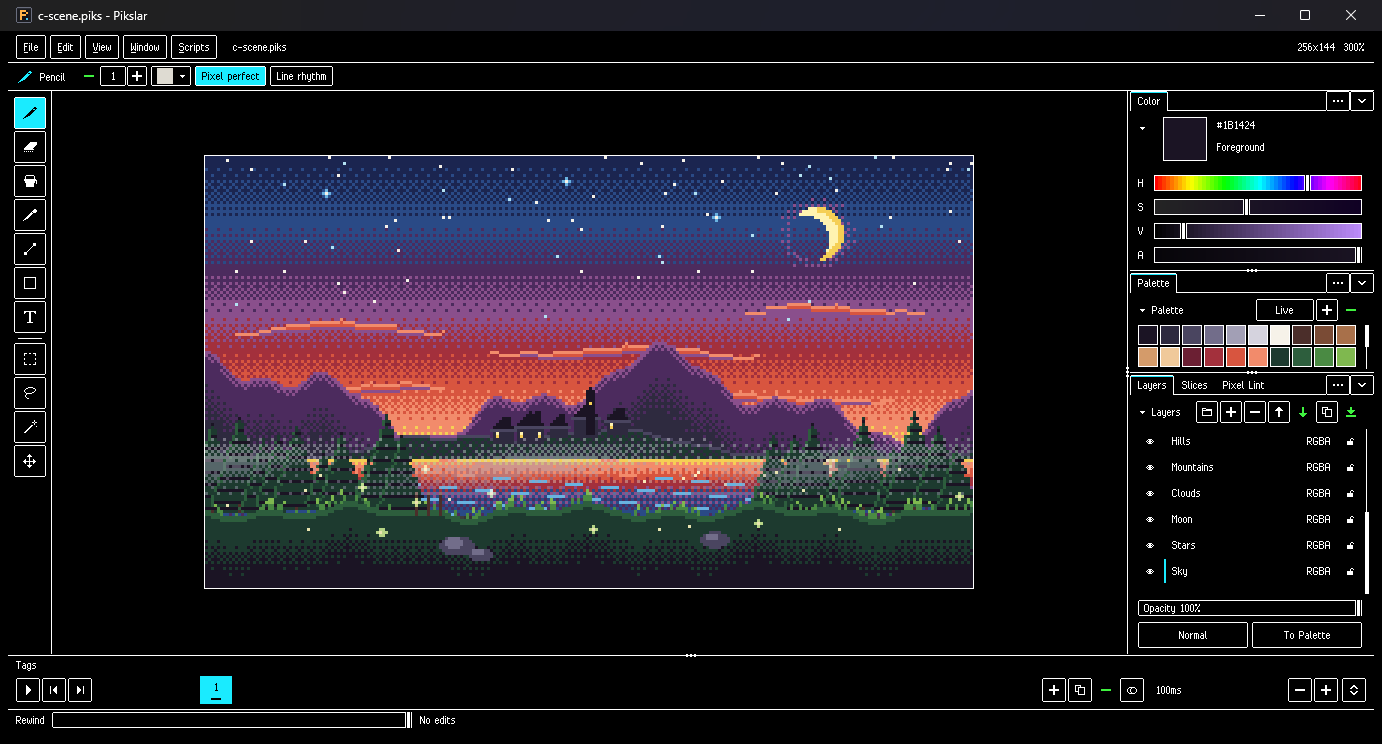 c-scene.piks - Pikslar
File Edit View Window Scripts c-scene.piks 256x144 300%
Pencil 1 Pixel perfect Line rhythm
Color
#1B1424
Foreground
H
S
V
A
Palette
Palette Live
Layers Slices Pixel Lint
Layers
Hills RGBA
Mountains RGBA
Clouds RGBA
Moon RGBA
Stars RGBA
Sky RGBA
Opacity 100%
Normal To Palette
T
Tags
1 100ms
Rewind No edits